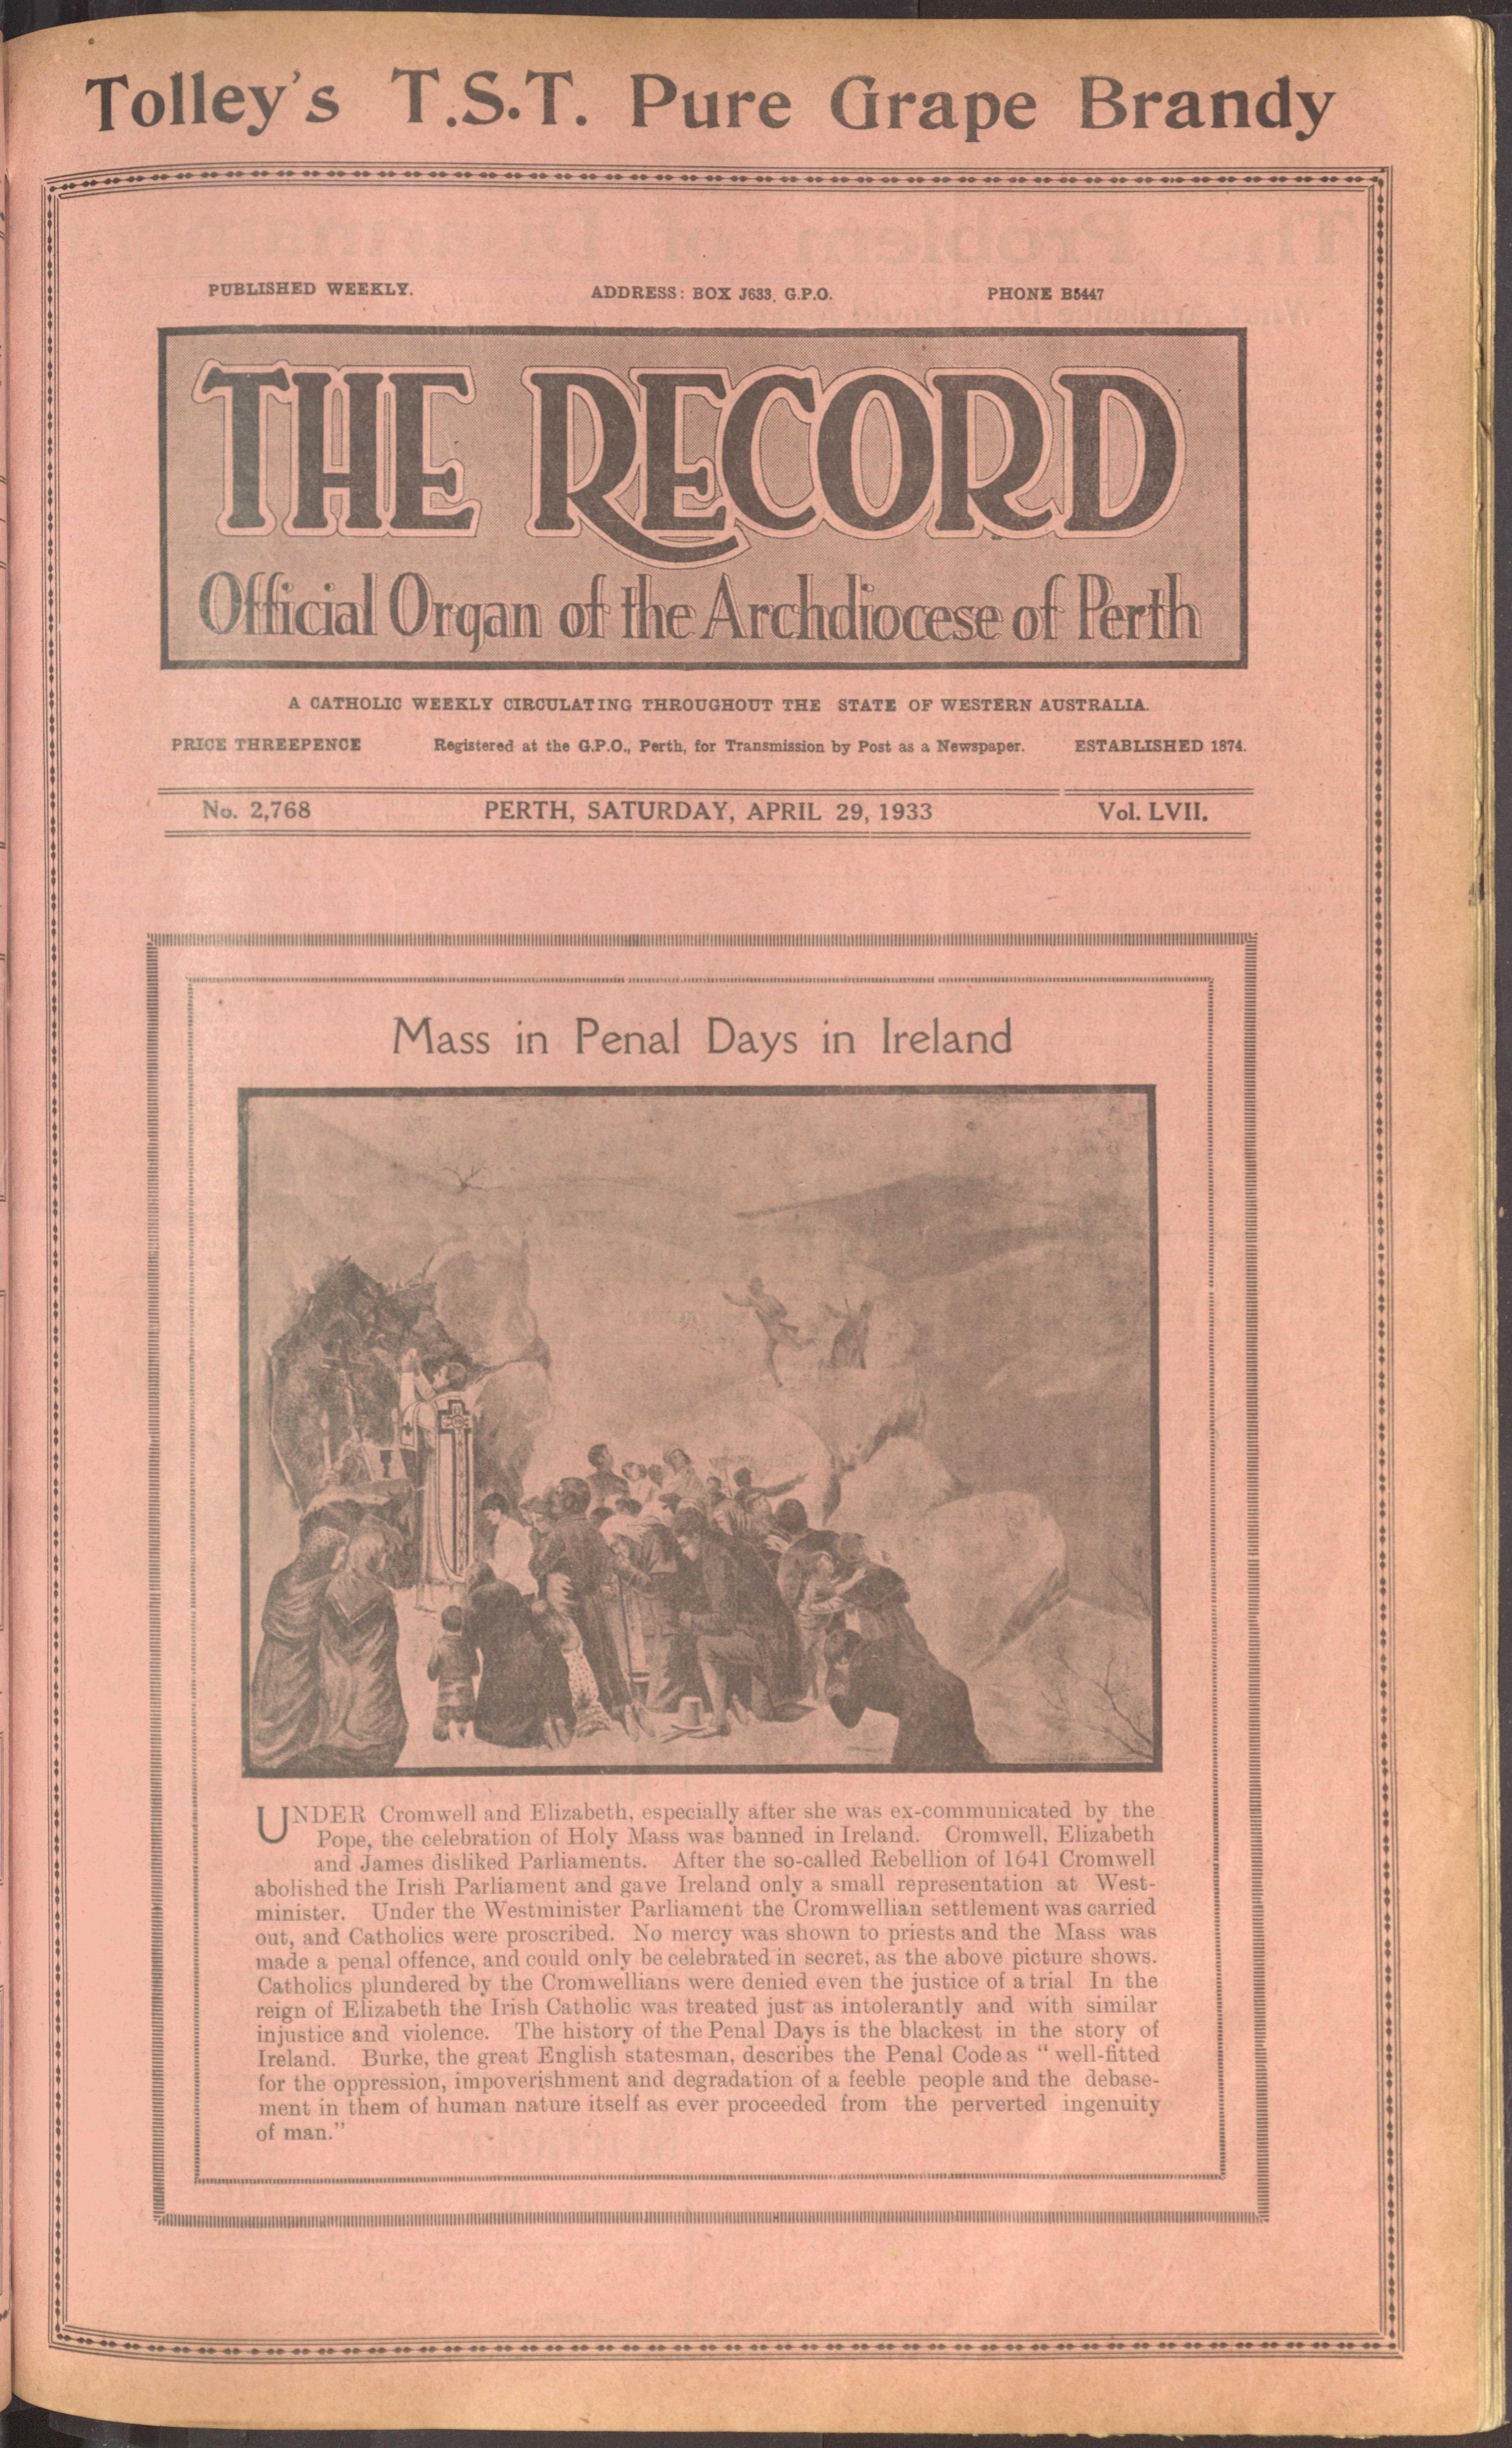 Tolley's T.S.T. Pure Grape Brandy
PUBLISHED WEEKLY. ADDRESS: BOX J633, G.P.O. PHONE B5447
THE RECORD
Official Organ of the Archdiocese of Perth
A CATHOLIC WEEKLY CIRCULATING THROUGHOUT THE STATE OF WESTERN AUSTRALIA.
PRICE THREEPENCE Registered at the G.P.O., Perth, for Transmission by Post as a Newspaper. ESTABLISHED 1874.
No. 2,768 PERTH, SATURDAY, APRIL 29, 1933 Vol. LVII.
Mass in Penal Days in Ireland
UNDER Cromwell and Elizabeth, especially after she was ex-communicated by the
Pope, the celebration of Holy Mass was banned in Ireland. Cromwell, Elizabeth
and James disliked Parliaments. After the so-called Rebellion of 1641 Cromwell
abolished the Irish Parliament and gave Ireland only a small representation at West-
minister. Under the Westminister Parliament the Cromwellian settlement was carried
out, and Catholics were proscribed. No mercy was shown to priests and the Mass was
made a penal offence, and could only be celebrated in secret, as the above picture shows.
Catholics plundered by the Cromwellians were denied even the justice of a trial In the
reign of Elizabeth the Irish Catholic was treated just as intolerantly and with similar
injustice and violence. The history of the Penal Days is the blackest in the story of
Ireland. Burke, the great English statesman, describes the Penal Code as "well-fitted
for the oppression, impoverishment and degradation of a feeble people and the debase-
ment in them of human nature itself as ever proceeded from the perverted ingenuity
of man."